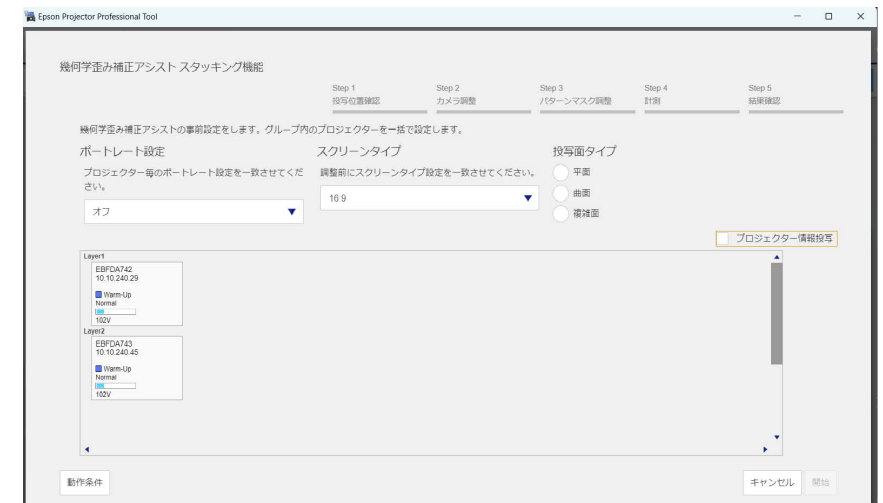 Epson Projector Professional Tool
幾何学歪み補正アシスト スタッキング機能
Step 1
投写位置確認
Step 2
カメラ調整
Step 3
パターンマスク調整
Step 4
計測
Step 5
結果確認
幾何学歪み補正アシストの事前設定をします。グループ内のプロジェクターを一括で設定します。
ポートレート設定
プロジェクター毎のポートレート設定を一致させてくだ
さい。
オフ
スクリーンタイプ
調整前にスクリーンタイプ設定を一致させてください。
16:9
投写面タイプ
平面
曲面
複雑面
プロジェクター情報投写
Layer1
EBFDA742
10.10.240.29
Warm-Up
Normal
102V
Layer2
EBFDA743
10.10.240.45
Warm-Up
Normal
102V
動作条件
キャンセル
開始